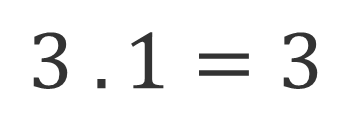 3 . 1 = 3